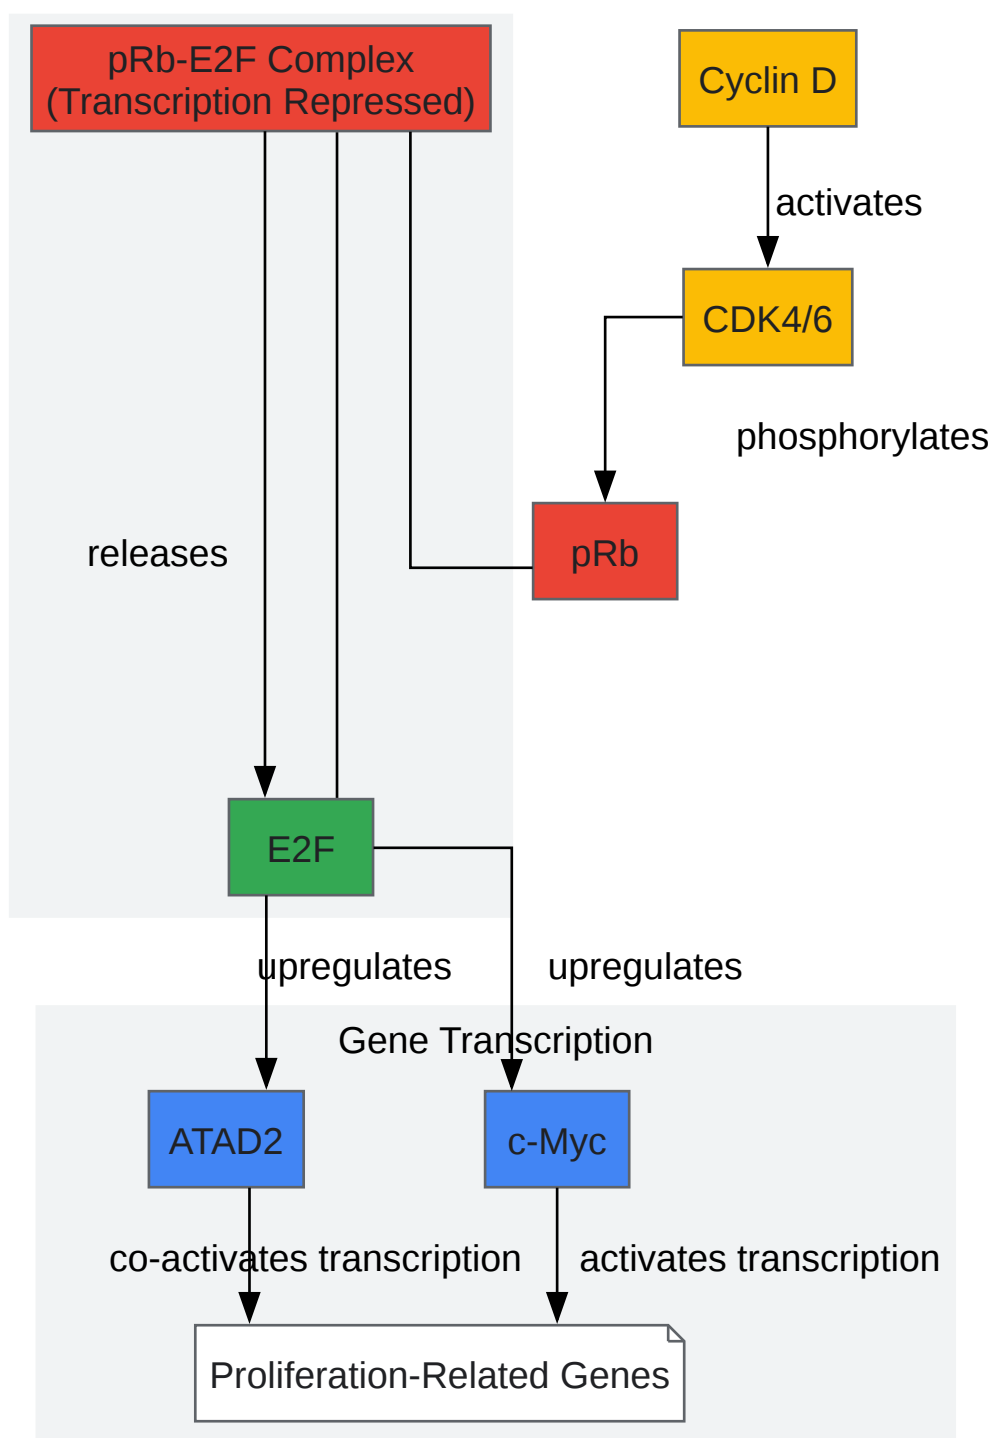 pRb-E2F Complex
(Transcription Repressed)
Cyclin D
activates
CDK4/6
phosphorylates
releases
pRb
E2F
upregulates
upregulates
Gene Transcription
ATAD2
c-Myc
co-activates transcription
activates transcription
Proliferation-Related Genes